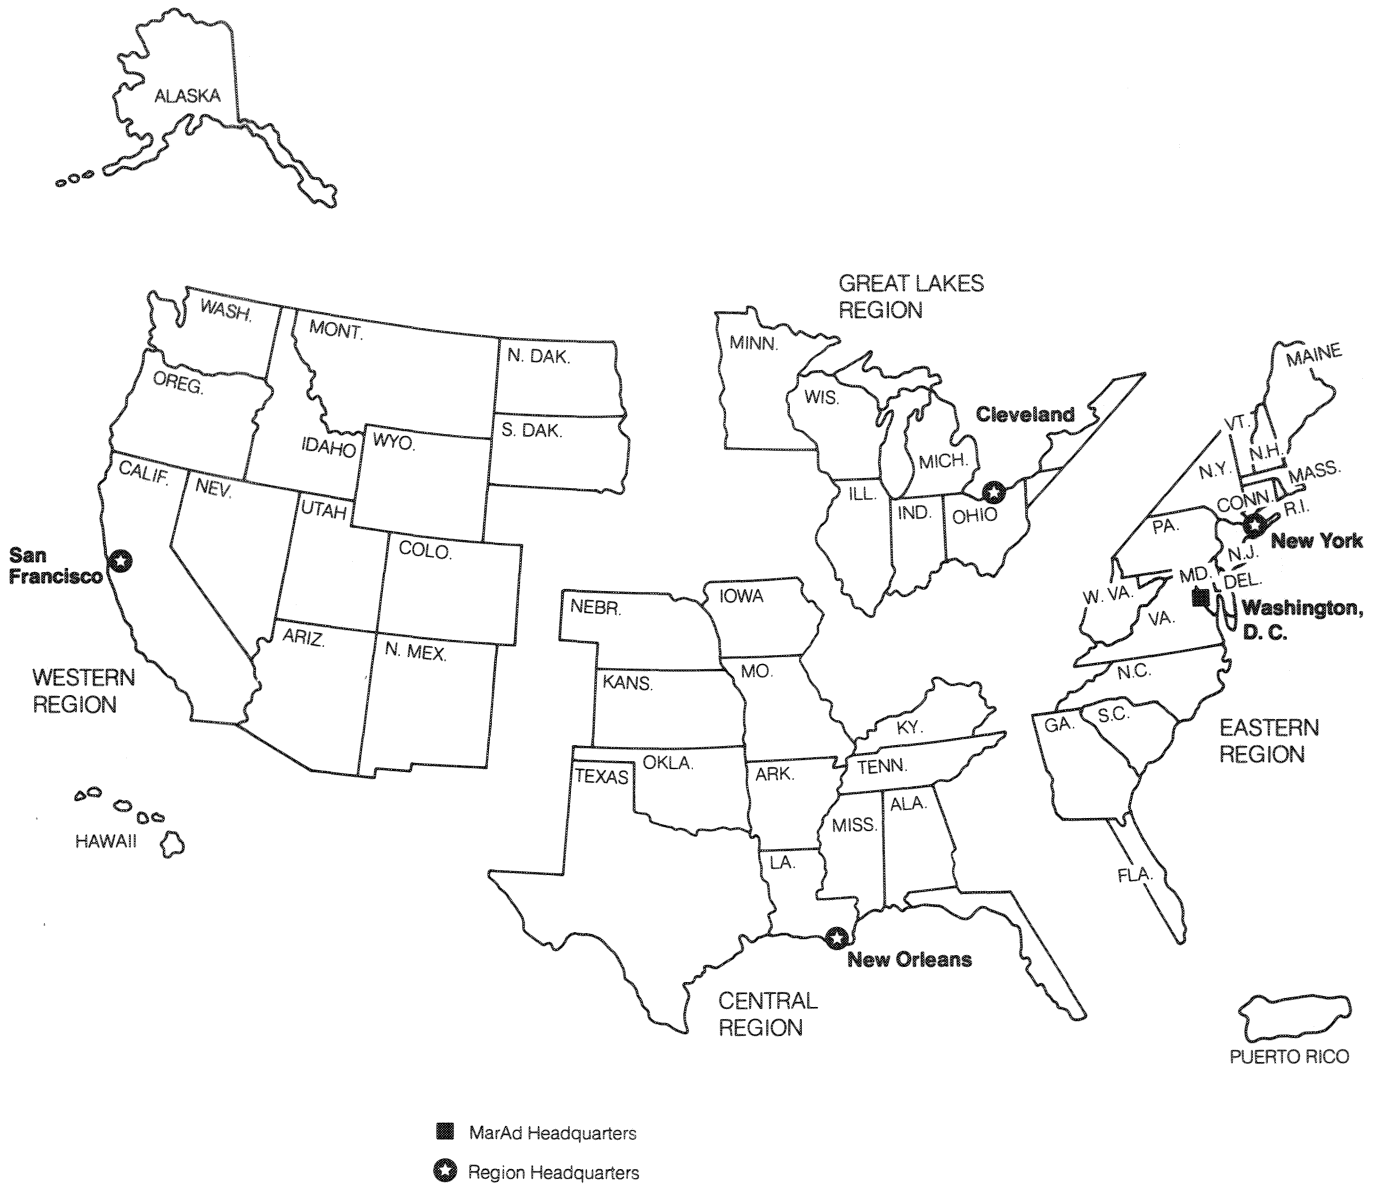 ALASKA
GREAT LAKES
REGION
WASH.
MONT.
N. DAK.
MINN.
MAINE
OREG.
WIS.
Cleveland
VT.
S. DAK.
IDAHO
WYO.
N.H.
CALIF.
NEV.
MICH.
N.Y.
MASS.
UTAH
ILL.
IND.
OHIO
CONN.
R.I.
COLO.
PA.
New York
San
Francisco
N.J.
MD.
DEL.
NEBR.
IOWA
W. VA.
VA.
Washington,
D. C.
ARIZ.
N. MEX.
WESTERN
REGION
KANS.
MO.
N.C.
KY.
GA.
S.C.
EASTERN
REGION
TEXAS
OKLA.
ARK.
TENN.
HAWAII
MISS.
ALA.
LA.
FLA.
New Orleans
CENTRAL
REGION
PUERTO RICO
MarAd Headquarters
Region Headquarters